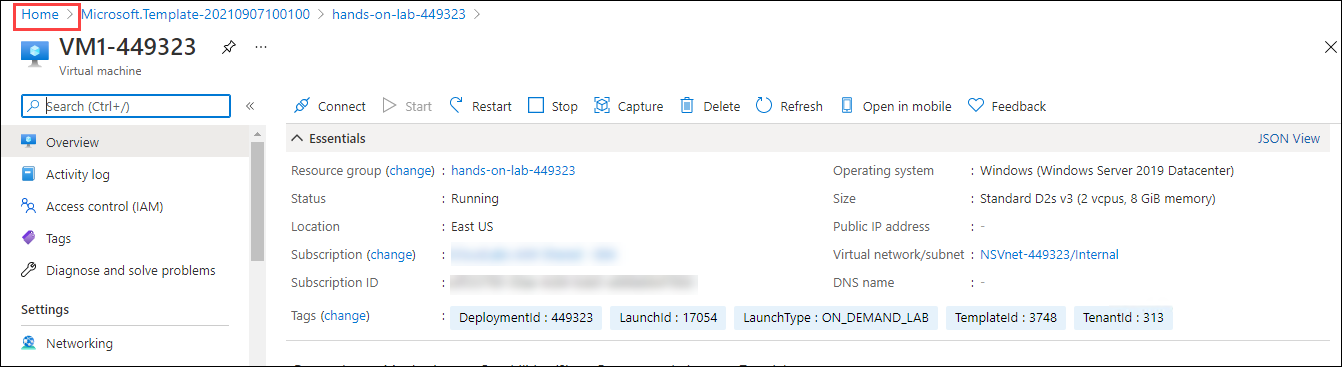 Home > Microsoft.Template-20210907100100 > hands-on-lab-449323 >
VM1-449323
Virtual machine
Search (Ctrl+/)
Connect Start Restart Stop Capture Delete Refresh Open in mobile Feedback
Overview
Activity log
Access control (IAM)
Tags
Diagnose and solve problems
Settings
Networking
Essentials JSON View
Resource group (change) : hands-on-lab-449323
Status : Running
Location : East US
Subscription (change) :
Subscription ID :
Operating system : Windows (Windows Server 2019 Datacenter)
Size : Standard D2s v3 (2 vcpus, 8 GiB memory)
Public IP address : -
Virtual network/subnet : NSVnet-449323/Internal
DNS name : -
Tags (change) : DeploymentId : 449323 LaunchId : 17054 LaunchType : ON_DEMAND_LAB TemplateId : 3748 TenantId : 313